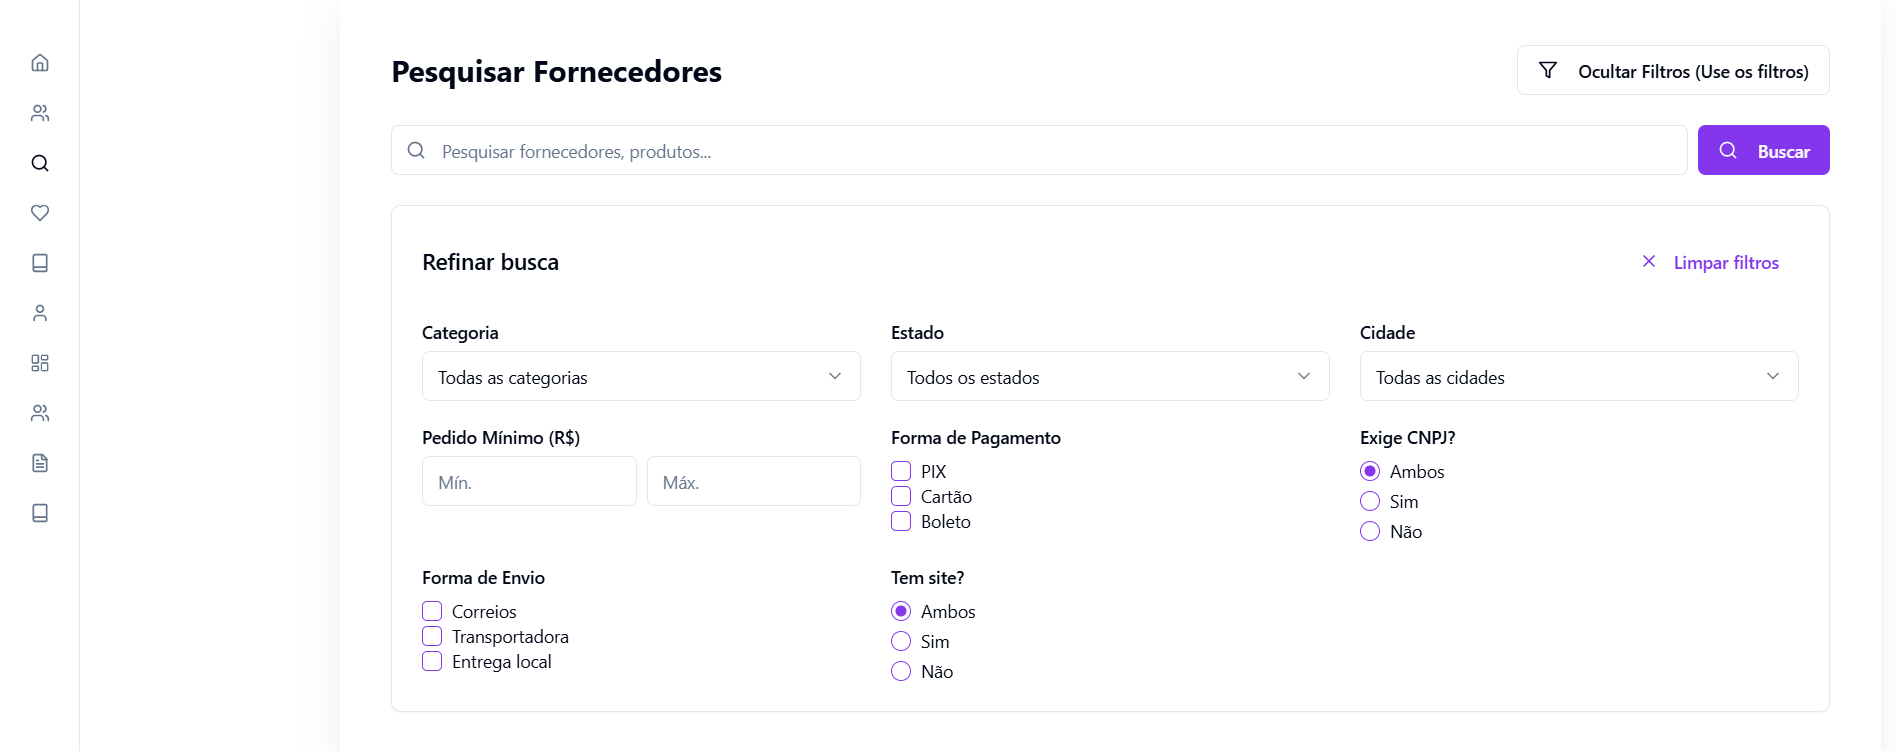 Pesquisar Fornecedores
Ocultar Filtros (Use os filtros)
Pesquisar fornecedores, produtos...
Buscar
Refinar busca
Limpar filtros
Categoria
Todas as categorias
Estado
Todos os estados
Cidade
Todas as cidades
Pedido Mínimo (R$)
Mín.
Máx.
Forma de Pagamento
PIX
Cartão
Boleto
Exige CNPJ?
Ambos
Sim
Não
Forma de Envio
Correios
Transportadora
Entrega local
Tem site?
Ambos
Sim
Não